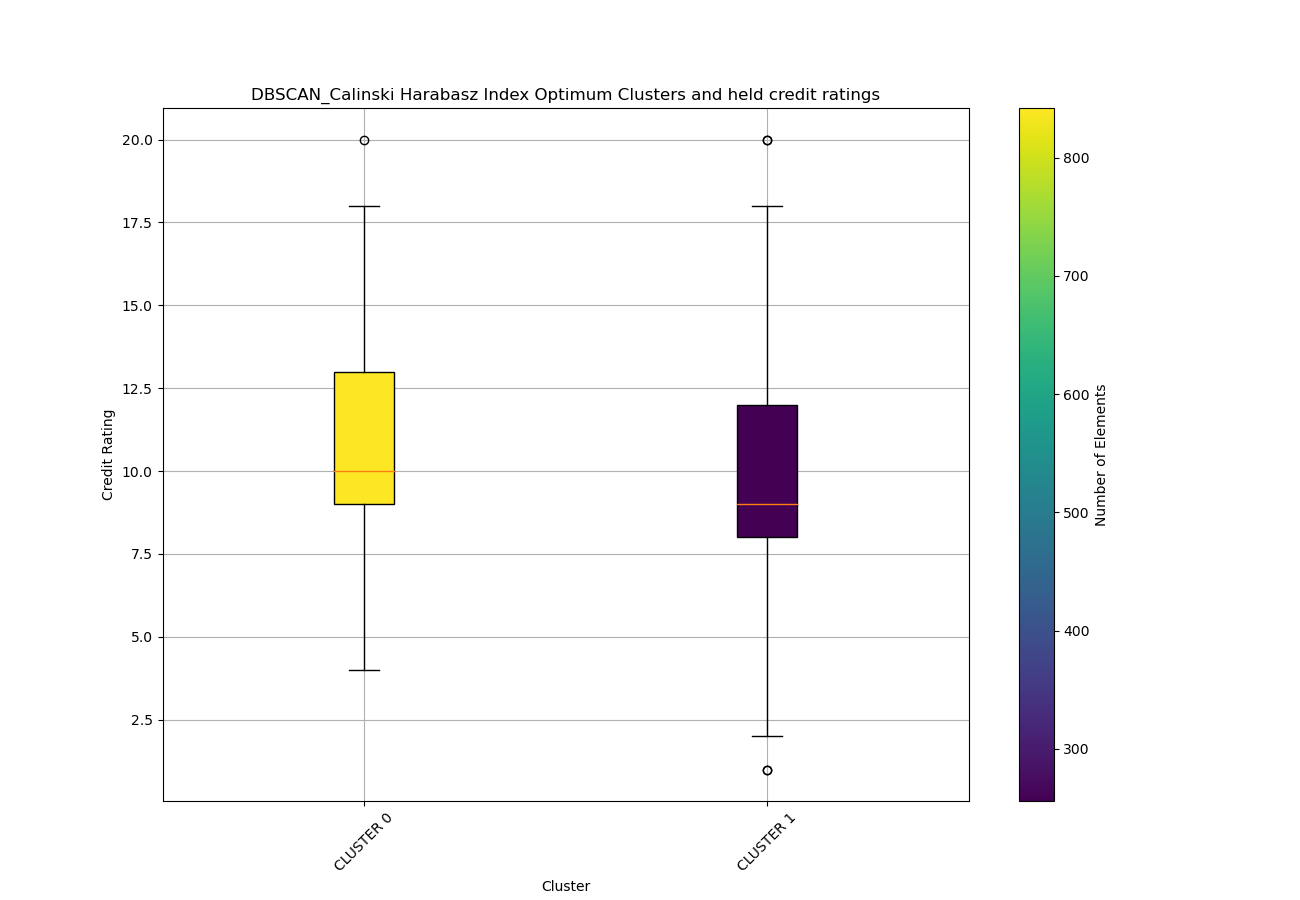 DBSCAN_Calinski Harabasz Index Optimum Clusters and held credit ratings
20.0
17.5
15.0
12.5
10.0
7.5
5.0
2.5
Credit Rating
CLUSTER 0
CLUSTER 1
Cluster
800
700
600
500
400
300
Number of Elements